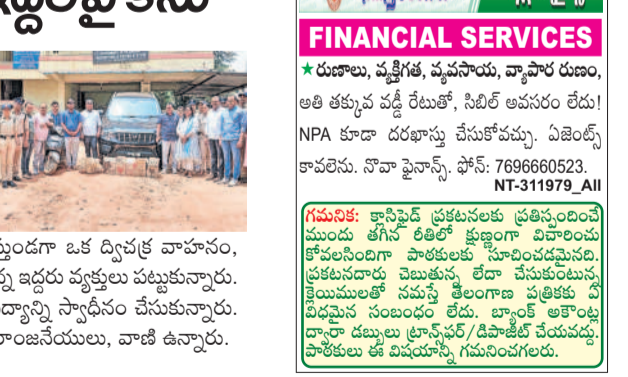 ఇద్దరిపై కేసు
స్తుండగా ఒక ద్విచక్ర వాహనం,
న్న ఇద్దరు వ్యక్తులు పట్టుకున్నారు.
ద్యాన్ని స్వాధీనం చేసుకున్నారు.
రాంజనేయులు, వాణి ఉన్నారు.
FINANCIAL SERVICES
★రుణాలు, వ్యక్తిగత, వ్యవసాయ, వ్యాపార రుణం,
అతి తక్కువ వడ్డీ రేటుతో, సిబిల్ అవసరం లేదు!
NPA కూడా దరఖాస్తు చేసుకోవచ్చు. ఏజెంట్స్
కావలెను. నొవా ఫైనాన్స్. ఫోన్: 7696660523.
NT-311979_All
గమనిక: క్లాసిఫైడ్ ప్రకటనలకు ప్రతిస్పందించే
ముందు తగిన రీతిలో క్షుణ్ణంగా విచారించు
కోవలసిందిగా పాఠకులకు సూచించడమైనది.
ప్రకటనదారు చెబుతున్న లేదా చేసుకుంటున్న
క్లెయిములతో నమస్తే తెలంగాణ పత్రికకు ఏ
విధమైన సంబంధం లేదు. బ్యాంక్ అకౌంట్ల
ద్వారా డబ్బులు ట్రాన్స్‌ఫర్/డిపాజిట్ చేయవద్దు.
పాఠకులు ఈ విషయాన్ని గమనించగలరు.